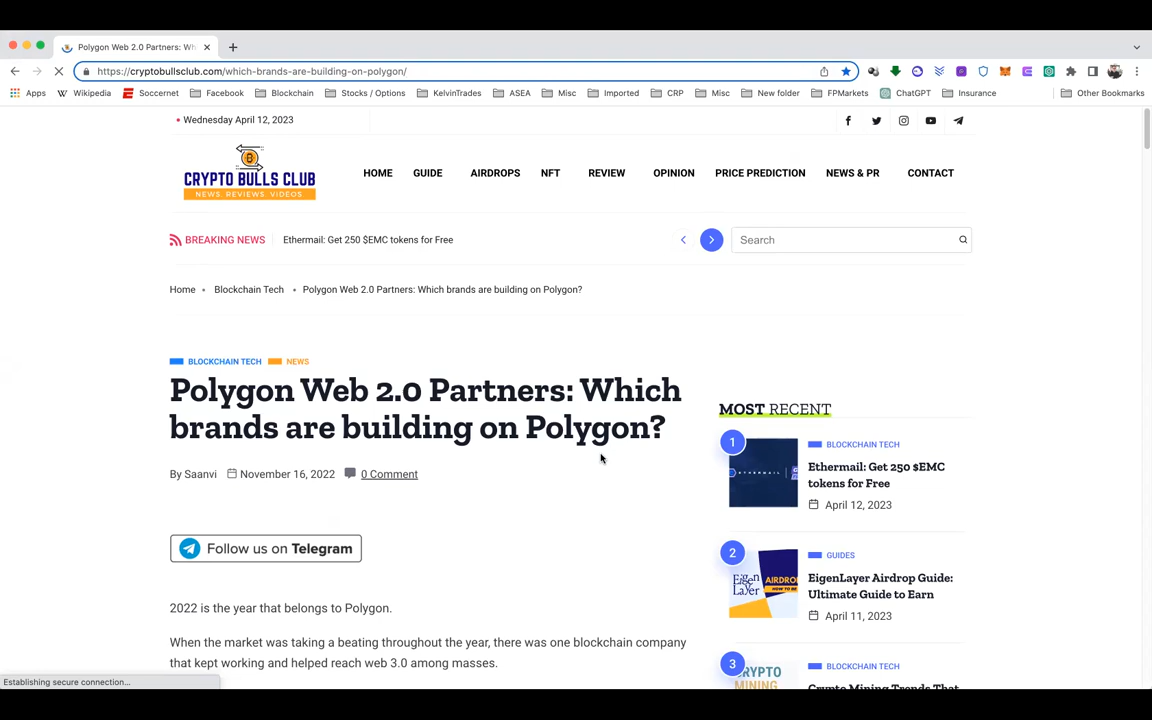 Polygon Web 2.0 Partners: Wh
https://cryptobullsclub.com/which-brands-are-building-on-polygon/
Apps Wikipedia Soccernet Facebook Blockchain Stocks / Options KelvinTrades ASEA Misc Imported CRP Misc New folder FPMarkets ChatGPT Insurance Other Bookmarks
Wednesday April 12, 2023
CRYPTO BULLS CLUB
NEWS. REVIEWS. VIDEOS
HOME GUIDE AIRDROPS NFT REVIEW OPINION PRICE PREDICTION NEWS & PR CONTACT
BREAKING NEWS Ethermail: Get 250 $EMC tokens for Free
Search
Home • Blockchain Tech • Polygon Web 2.0 Partners: Which brands are building on Polygon?
BLOCKCHAIN TECH NEWS
Polygon Web 2.0 Partners: Which
brands are building on Polygon?
By Saanvi November 16, 2022 0 Comment
Follow us on Telegram
2022 is the year that belongs to Polygon.
When the market was taking a beating throughout the year, there was one blockchain company
that kept working and helped reach web 3.0 among masses.
MOST RECENT
1
ETHERMAIL
BLOCKCHAIN TECH
Ethermail: Get 250 $EMC
tokens for Free
April 12, 2023
2
Eigen
Layer
AIRDRO
GUIDES
EigenLayer Airdrop Guide:
Ultimate Guide to Earn
April 11, 2023
3
CRYPTO
MINING
BLOCKCHAIN TECH
Crypto Mining Trends That
Establishing secure connection...